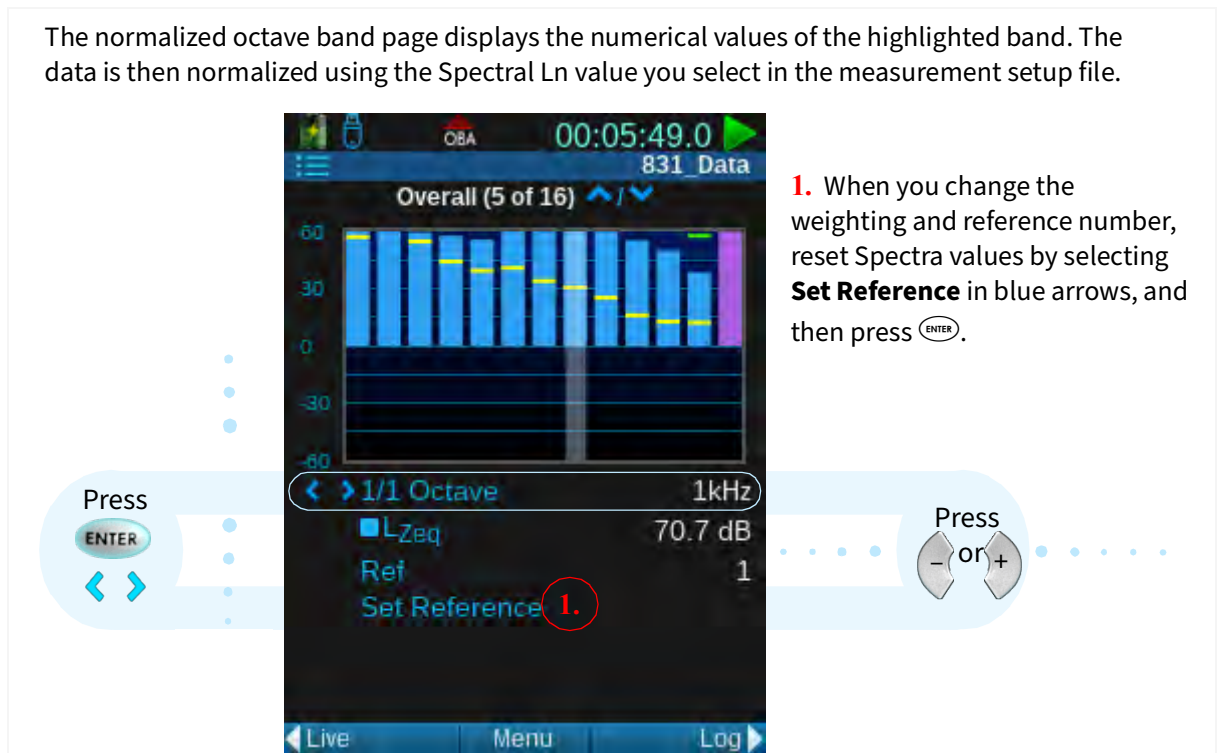 The normalized octave band page displays the numerical values of the highlighted band. The
data is then normalized using the Spectral Ln value you select in the measurement setup file.
OBA 00:05:49.0
831_Data
Overall (5 of 16) /
60
30
0
-30
-60
1/1 Octave 1kHz
LZeq 70.7 dB
Ref 1
Set Reference 1.
Live Menu Log
1. When you change the
weighting and reference number,
reset Spectra values by selecting
Set Reference in blue arrows, and
then press ENTER.
Press
ENTER
Press
- or +